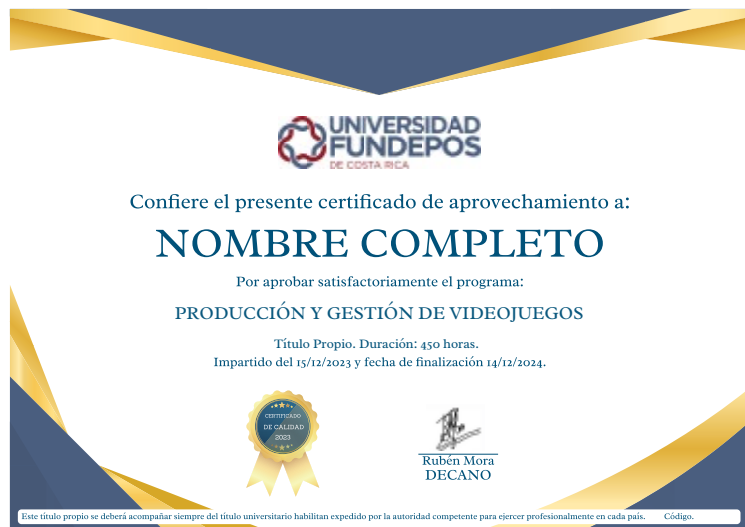 UNIVERSIDAD
FUNDEPOS
DE COSTA RICA
Confiere el presente certificado de aprovechamiento a:
NOMBRE COMPLETO
Por aprobar satisfactoriamente el programa:
PRODUCCIÓN Y GESTIÓN DE VIDEOJUEGOS
Título Propio. Duración: 450 horas.
Impartido del 15/12/2023 y fecha de finalización 14/12/2024.
CERTIFICADO
DE CALIDAD
2023
Rubén Mora
DECANO
Este título propio se deberá acompañar siempre del título universitario habilitan expedido por la autoridad competente para ejercer profesionalmente en cada país. Código.